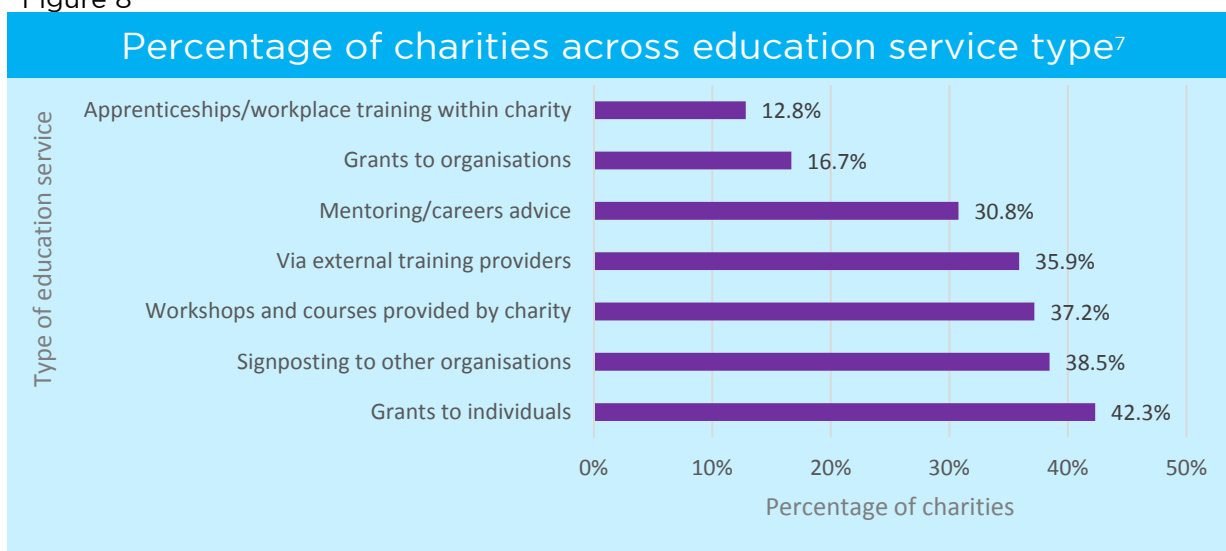 Figure 8
Percentage of charities across education service type7
Type of education service
Apprenticeships/workplace training within charity 12.8%
Grants to organisations 16.7%
Mentoring/careers advice 30.8%
Via external training providers 35.9%
Workshops and courses provided by charity 37.2%
Signposting to other organisations 38.5%
Grants to individuals 42.3%
0% 10% 20% 30% 40% 50%
Percentage of charities